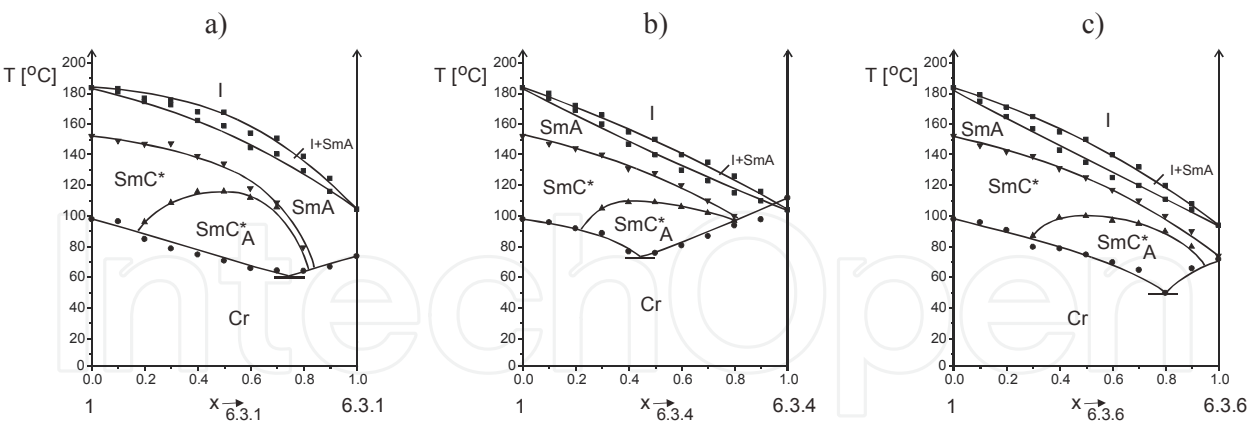 a)
T [°C]
200
180
160
140
120
100
80
60
40
20
0
I
I+SmA
SmC*
SmA
SmC*A
Cr
0.0 0.2 0.4 0.6 0.8 1.0
1 x → 6.3.1 6.3.1
b)
T [°C]
200
180
160
140
120
100
80
60
40
20
0
I
SmA
I+SmA
SmC*
SmC*A
Cr
0.0 0.2 0.4 0.6 0.8 1.0
1 x → 6.3.4 6.3.4
c)
T [°C]
200
180
160
140
120
100
80
60
40
20
0
I
SmA
I+SmA
SmC*
SmC*A
Cr
0.0 0.2 0.4 0.6 0.8 1.0
1 x → 6.3.6 6.3.6
IntechOpen